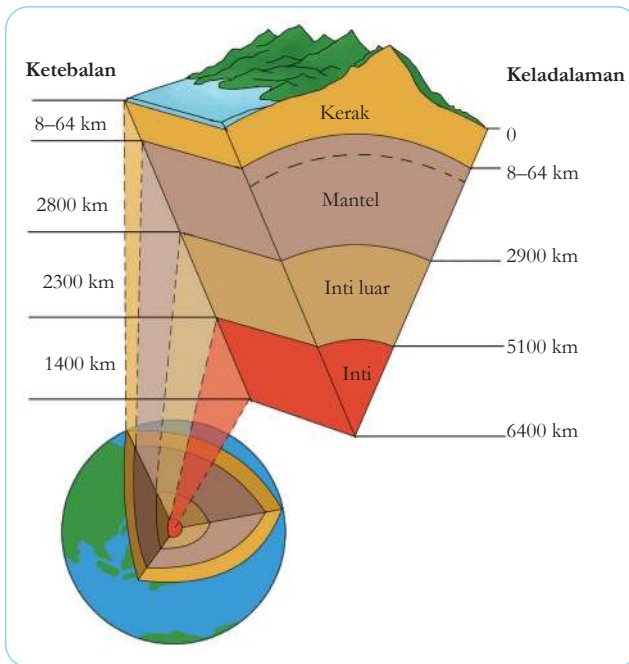 Ketebalan
8–64 km
2800 km
2300 km
1400 km
Kerak
Mantel
Inti luar
Inti
Keladalaman
0
8–64 km
2900 km
5100 km
6400 km